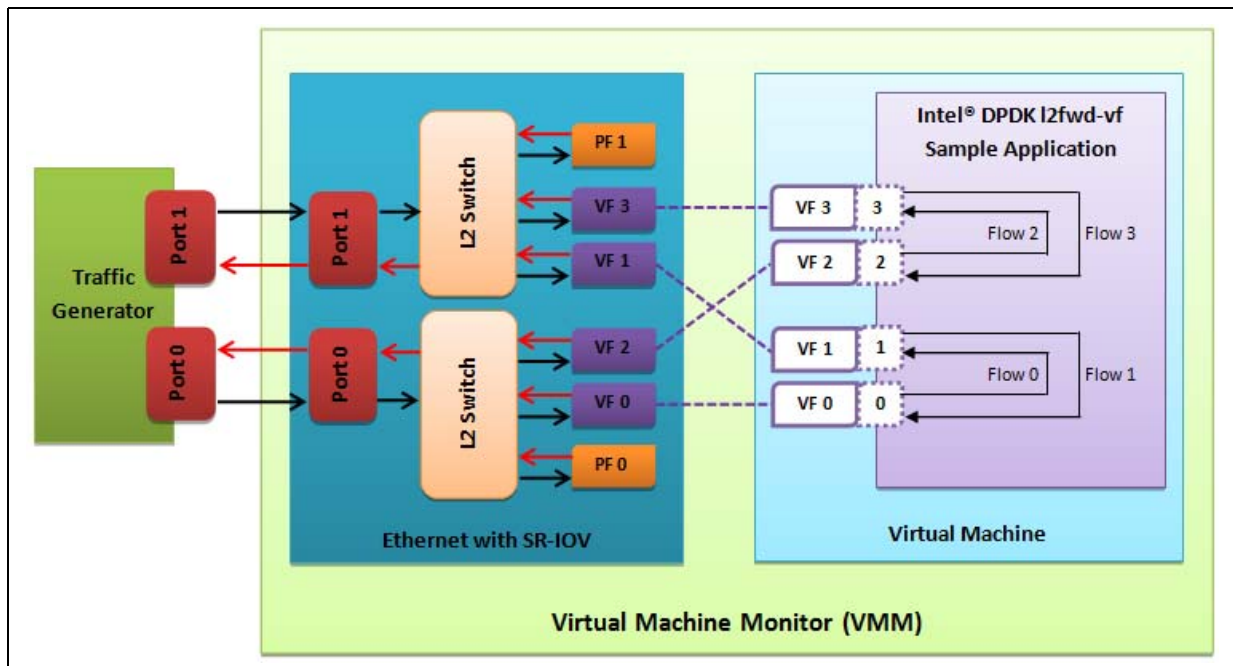 Traffic
Generator
Port 1
Port 0
Port 1
Port 0
L2 Switch
L2 Switch
PF 1
VF 3
VF 1
VF 2
VF 0
PF 0
Ethernet with SR-IOV
Intel® DPDK l2fwd-vf
Sample Application
VF 3
3
VF 2
2
Flow 2
Flow 3
VF 1
1
VF 0
0
Flow 0
Flow 1
Virtual Machine
Virtual Machine Monitor (VMM)